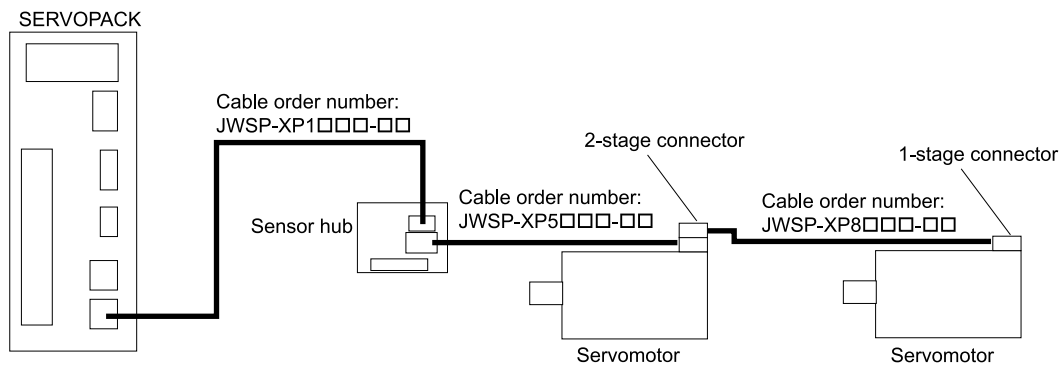 SERVOPACK
Cable order number:
JWSP-XP1□□□-□□
2-stage connector
1-stage connector
Cable order number:
JWSP-XP5□□□-□□
Cable order number:
JWSP-XP8□□□-□□
Sensor hub
Servomotor
Servomotor